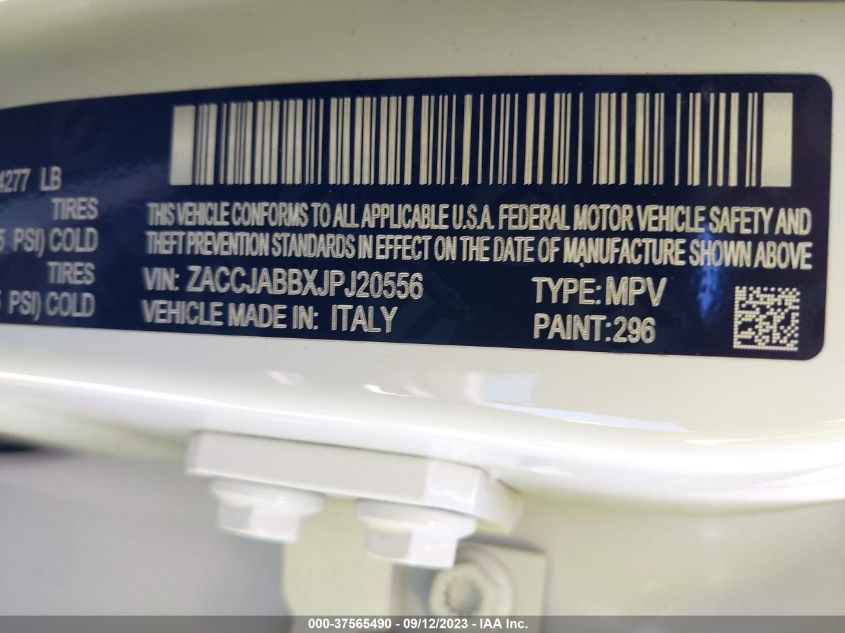 4277 LB
TIRES
5 PSI) COLD
TIRES
PSI) COLD
THIS VEHICLE CONFORMS TO ALL APPLICABLE U.S.A. FEDERAL MOTOR VEHICLE SAFETY AND
THEFT PREVENTION STANDARDS IN EFFECT ON THE DATE OF MANUFACTURE SHOWN ABOVE
VIN: ZACCJABBXJPJ20556 TYPE: MPV
VEHICLE MADE IN: ITALY PAINT:296
000-37565490 - 09/12/2023 - IAA Inc.